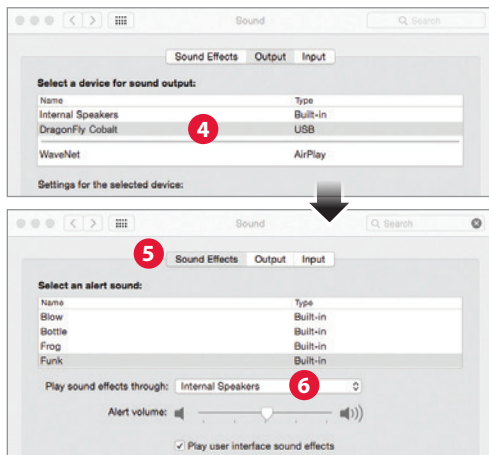 Sound
Search
Sound Effects Output Input
Select a device for sound output:
Name Type
Internal Speakers Built-in
DragonFly Cobalt 4 USB
WaveNet AirPlay
Settings for the selected device:
Sound
Search
5 Sound Effects Output Input
Select an alert sound:
Name Type
Blow Built-in
Bottle Built-in
Frog Built-in
Funk Built-in
Play sound effects through: Internal Speakers 6
Alert volume:
Play user interface sound effects